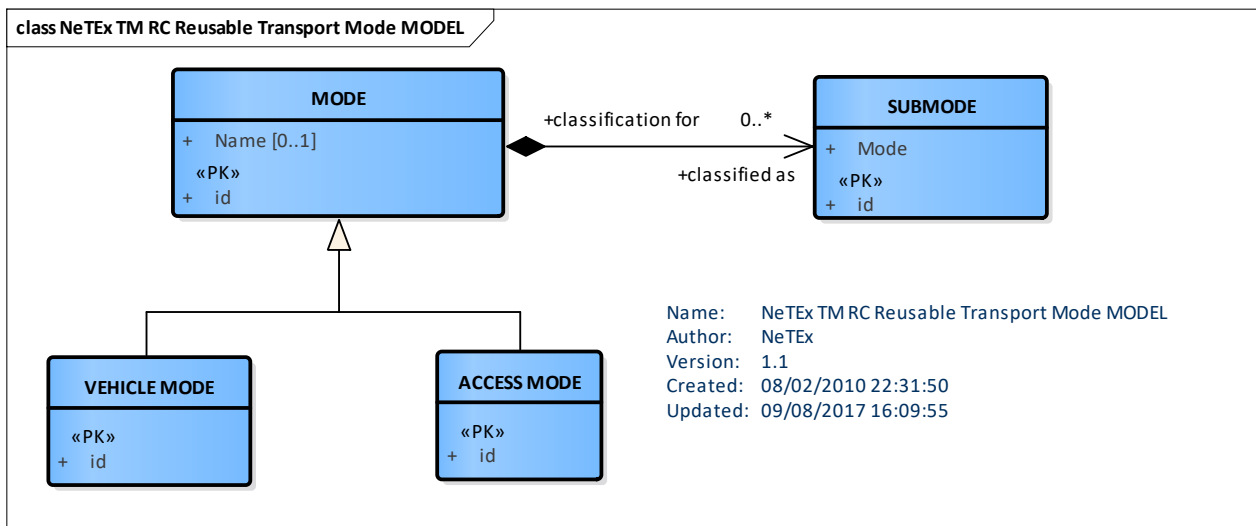 class NeTEx TM RC Reusable Transport Mode MODEL
MODE
+ Name [0..1]
«PK»
+ id
+classification for 0..*
+classified as
SUBMODE
+ Mode
«PK»
+ id
VEHICLE MODE
«PK»
+ id
ACCESS MODE
«PK»
+ id
Name: NeTEx TM RC Reusable Transport Mode MODEL
Author: NeTEx
Version: 1.1
Created: 08/02/2010 22:31:50
Updated: 09/08/2017 16:09:55